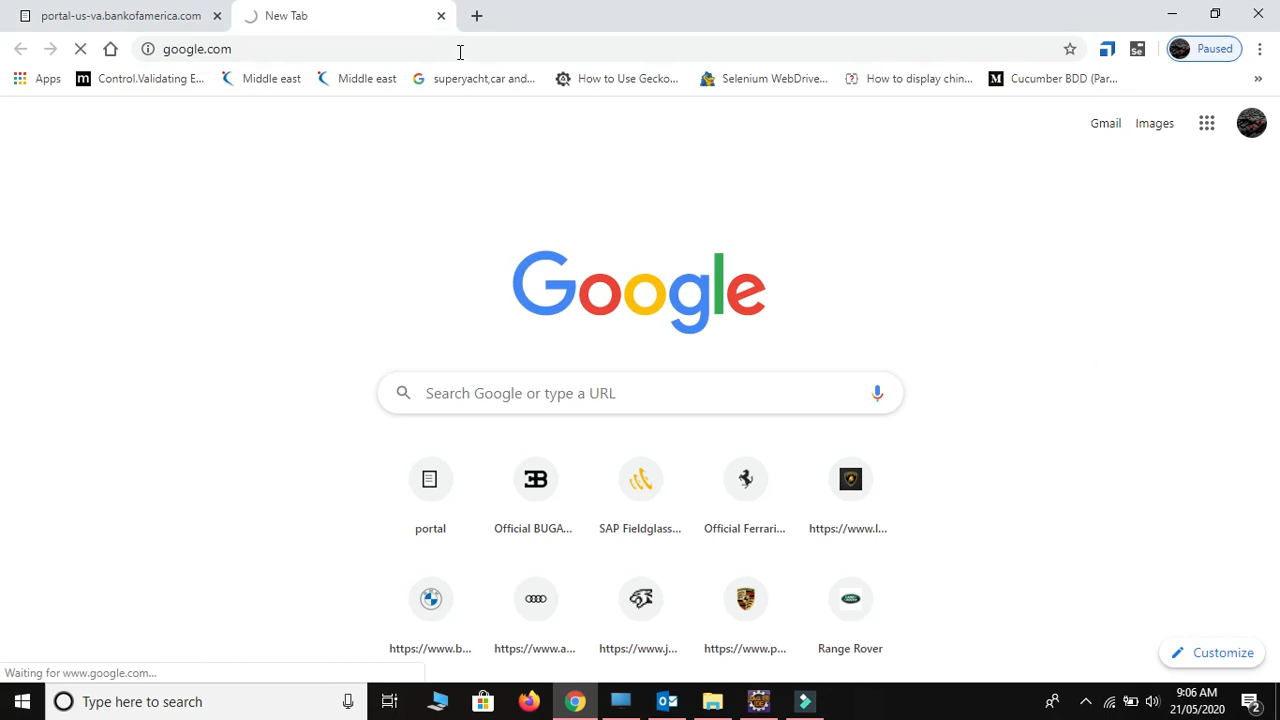 portal-us-va.bankofamerica.com
New Tab
google.com
Paused
Apps
Control.Validating E...
Middle east
Middle east
superyacht,car and...
How to Use Gecko...
Selenium WebDrive...
How to display chin...
Cucumber BDD (Par...
»
Gmail
Images
Google
Search Google or type a URL
portal
Official BUGA...
SAP Fieldglass...
Official Ferrari...
https://www.l...
https://www.b...
https://www.a...
https://www.j...
https://www.p...
Range Rover
Customize
Waiting for www.google.com...
Type here to search
9:06 AM
21/05/2020
2